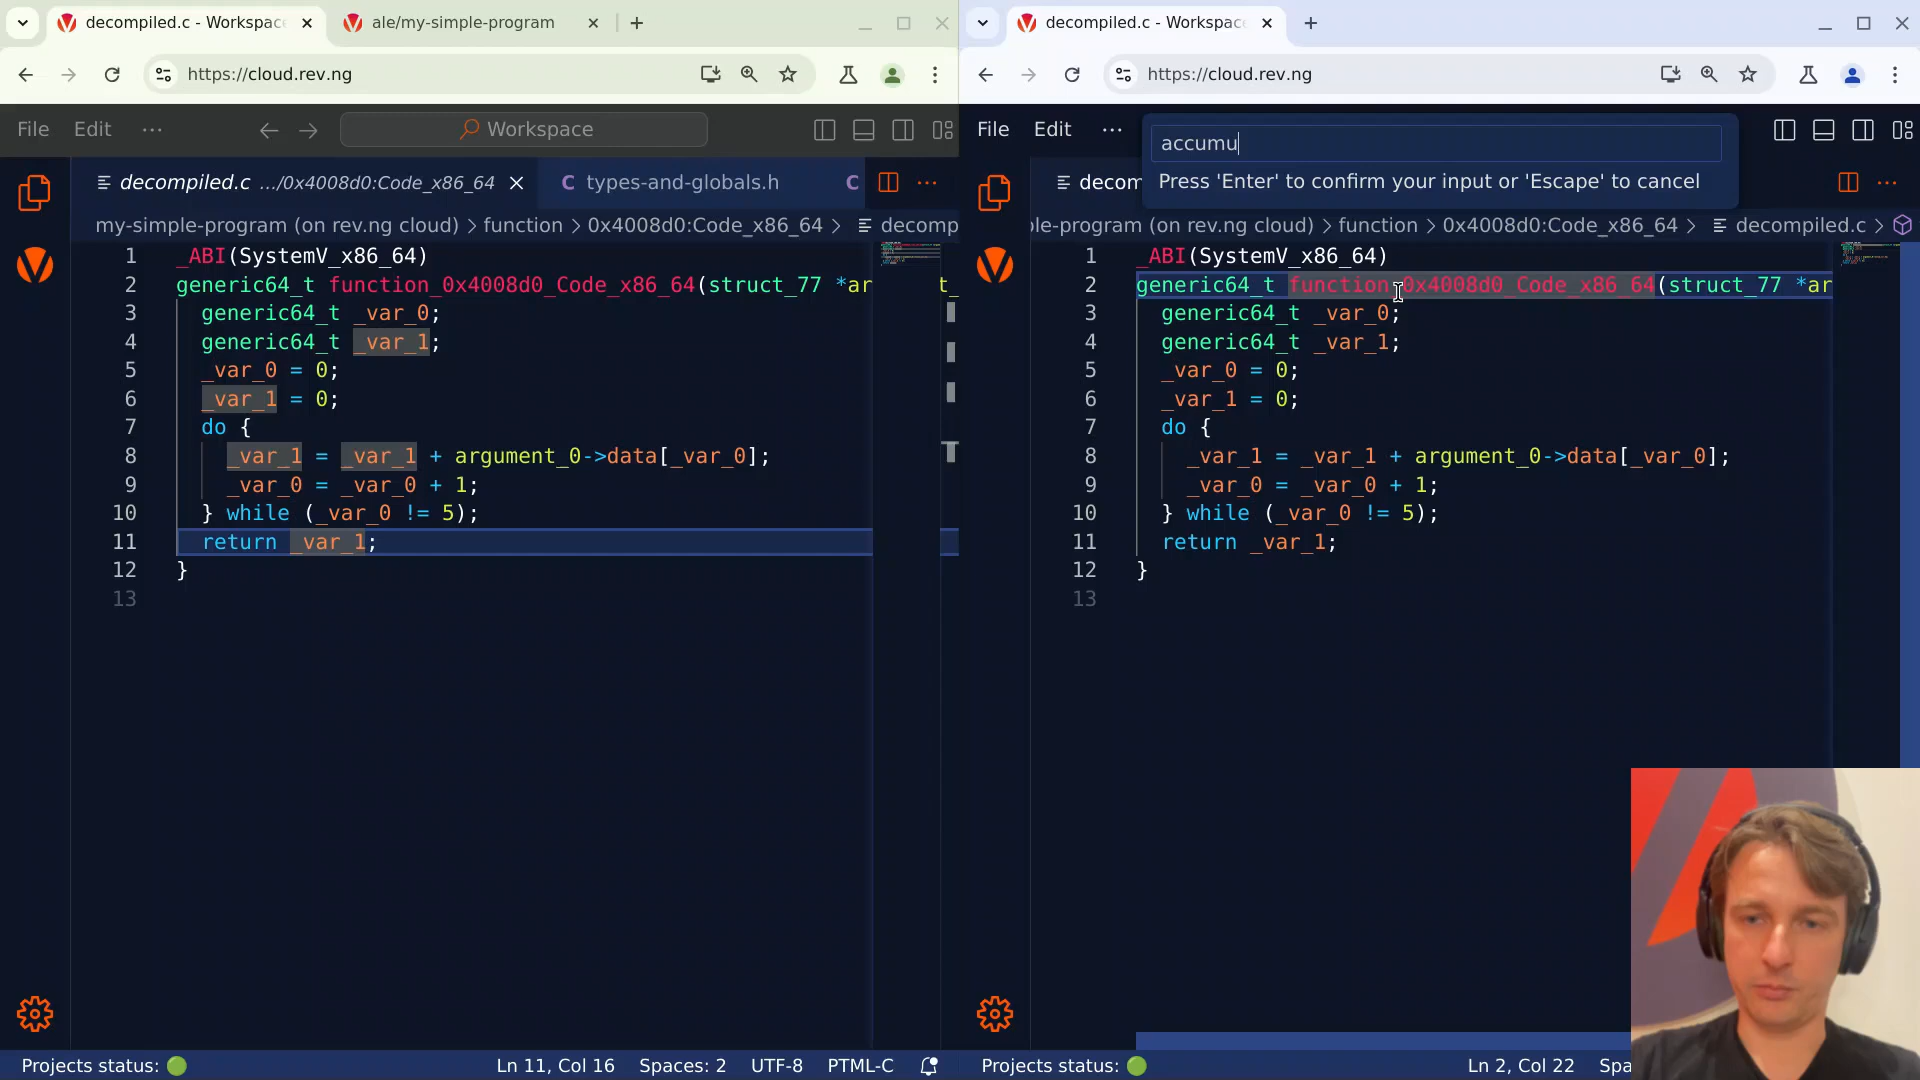 decompiled.c - Workspace
ale/my-simple-program
https://cloud.rev.ng
File Edit ... Workspace
decompiled.c .../0x4008d0:Code_x86_64
types-and-globals.h
my-simple-program (on rev.ng cloud) > function > 0x4008d0:Code_x86_64 > decomp
1 _ABI(SystemV_x86_64)
2 generic64_t function_0x4008d0_Code_x86_64(struct_77 *ar
3 generic64_t _var_0;
4 generic64_t _var_1;
5 _var_0 = 0;
6 _var_1 = 0;
7 do {
8 _var_1 = _var_1 + argument_0->data[_var_0];
9 _var_0 = _var_0 + 1;
10 } while (_var_0 != 5);
11 return _var_1;
12 }
13
Projects status: Ln 11, Col 16 Spaces: 2 UTF-8 PTML-C
decompiled.c - Workspace
https://cloud.rev.ng
File Edit ...
accumu
Press 'Enter' to confirm your input or 'Escape' to cancel
decom
ple-program (on rev.ng cloud) > function > 0x4008d0:Code_x86_64 > decompiled.c >
1 _ABI(SystemV_x86_64)
2 generic64_t function_0x4008d0_Code_x86_64(struct_77 *ar
3 generic64_t _var_0;
4 generic64_t _var_1;
5 _var_0 = 0;
6 _var_1 = 0;
7 do {
8 _var_1 = _var_1 + argument_0->data[_var_0];
9 _var_0 = _var_0 + 1;
10 } while (_var_0 != 5);
11 return _var_1;
12 }
13
Projects status: Ln 2, Col 22 Spa